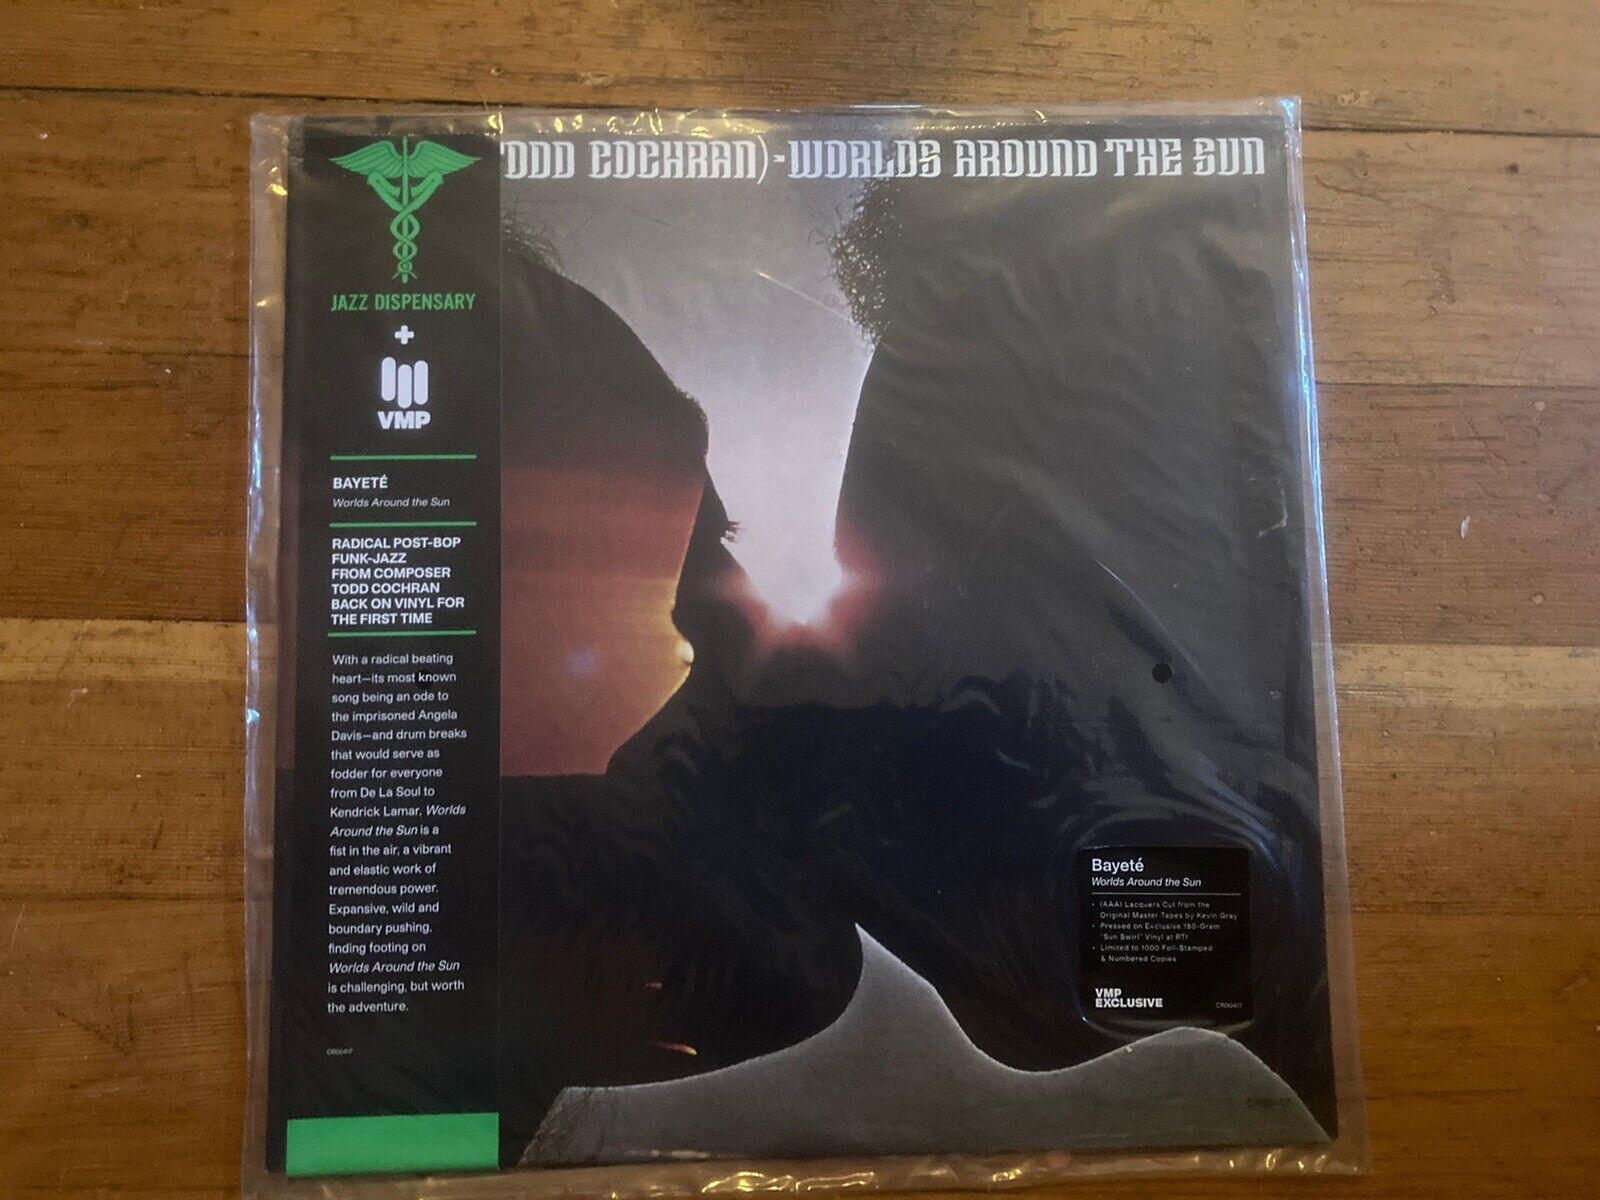 ODD COCHRAN)-WORLDS AROUND THE SUN
JAZZ DISPENSARY
+
VMP
BAYETÉ
Worlds Around the Sun
RADICAL POST-BOP
FUNK-JAZZ
FROM COMPOSER
TODD COCHRAN
BACK ON VINYL FOR
THE FIRST TIME
With a radical beating
heart—its most known
song being an ode to
the imprisoned Angela
Davis—and drum breaks
that would serve as
fodder for everyone
from De La Soul to
Kendrick Lamar, Worlds
Around the Sun is a
fist in the air, a vibrant
and elastic work of
tremendous power.
Expansive, wild and
boundary pushing,
finding footing on
Worlds Around the Sun
is challenging, but worth
the adventure.
CR00417
Bayeté
Worlds Around the Sun
• (AAA) Lacquers Cut from the
Original Master Tapes by Kevin Gray
• Pressed on Exclusive 180-Gram
"Sun Swirl" Vinyl at RTI
• Limited to 1000 Foil-Stamped
& Numbered Copies
VMP
EXCLUSIVE
CR00417